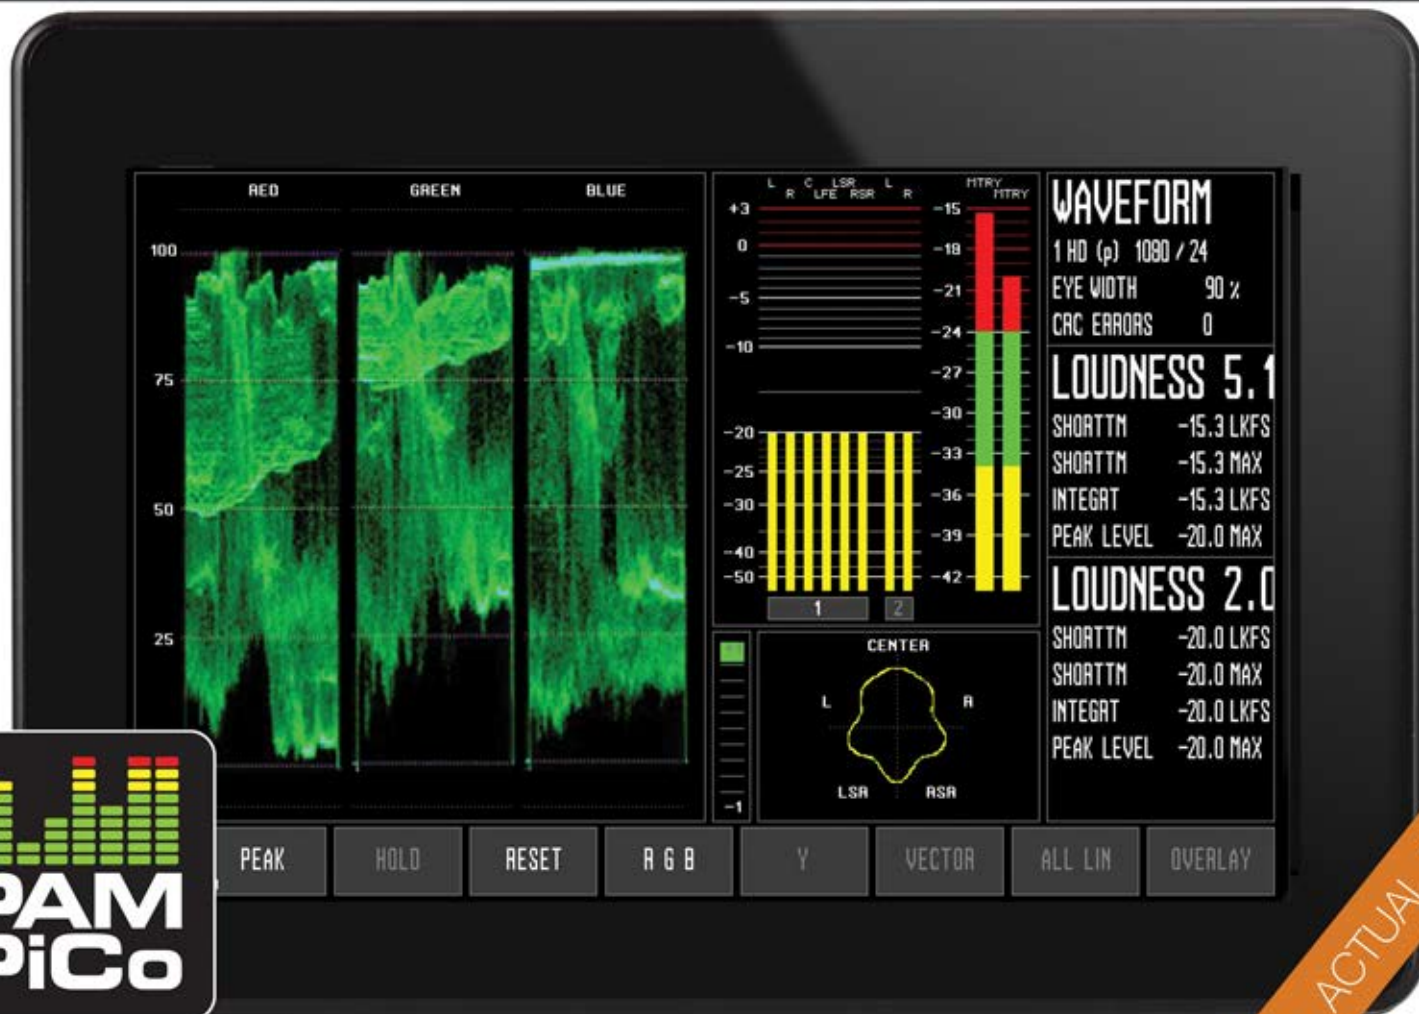 RED GREEN BLUE
100
75
50
25
L R C LFE LSR RSR L R
+3
0
-5
-10
-20
-25
-30
-40
-50
1 2
MTRY MTRY
-15
-18
-21
-24
-27
-30
-33
-36
-39
-42
-1
CENTER
L R
LSR RSR
WAVEFORM
1 HD (p) 1080 / 24
EYE WIDTH 90 %
CRC ERRORS 0
LOUDNESS 5.1
SHORTTM -15.3 LKFS
SHORTTM -15.3 MAX
INTEGRT -15.3 LKFS
PEAK LEVEL -20.0 MAX
LOUDNESS 2.0
SHORTTM -20.0 LKFS
SHORTTM -20.0 MAX
INTEGRT -20.0 LKFS
PEAK LEVEL -20.0 MAX
PEAK HOLD RESET R G B Y VECTOR ALL LIN OVERLAY
PAM
PiCo
ACTUAL